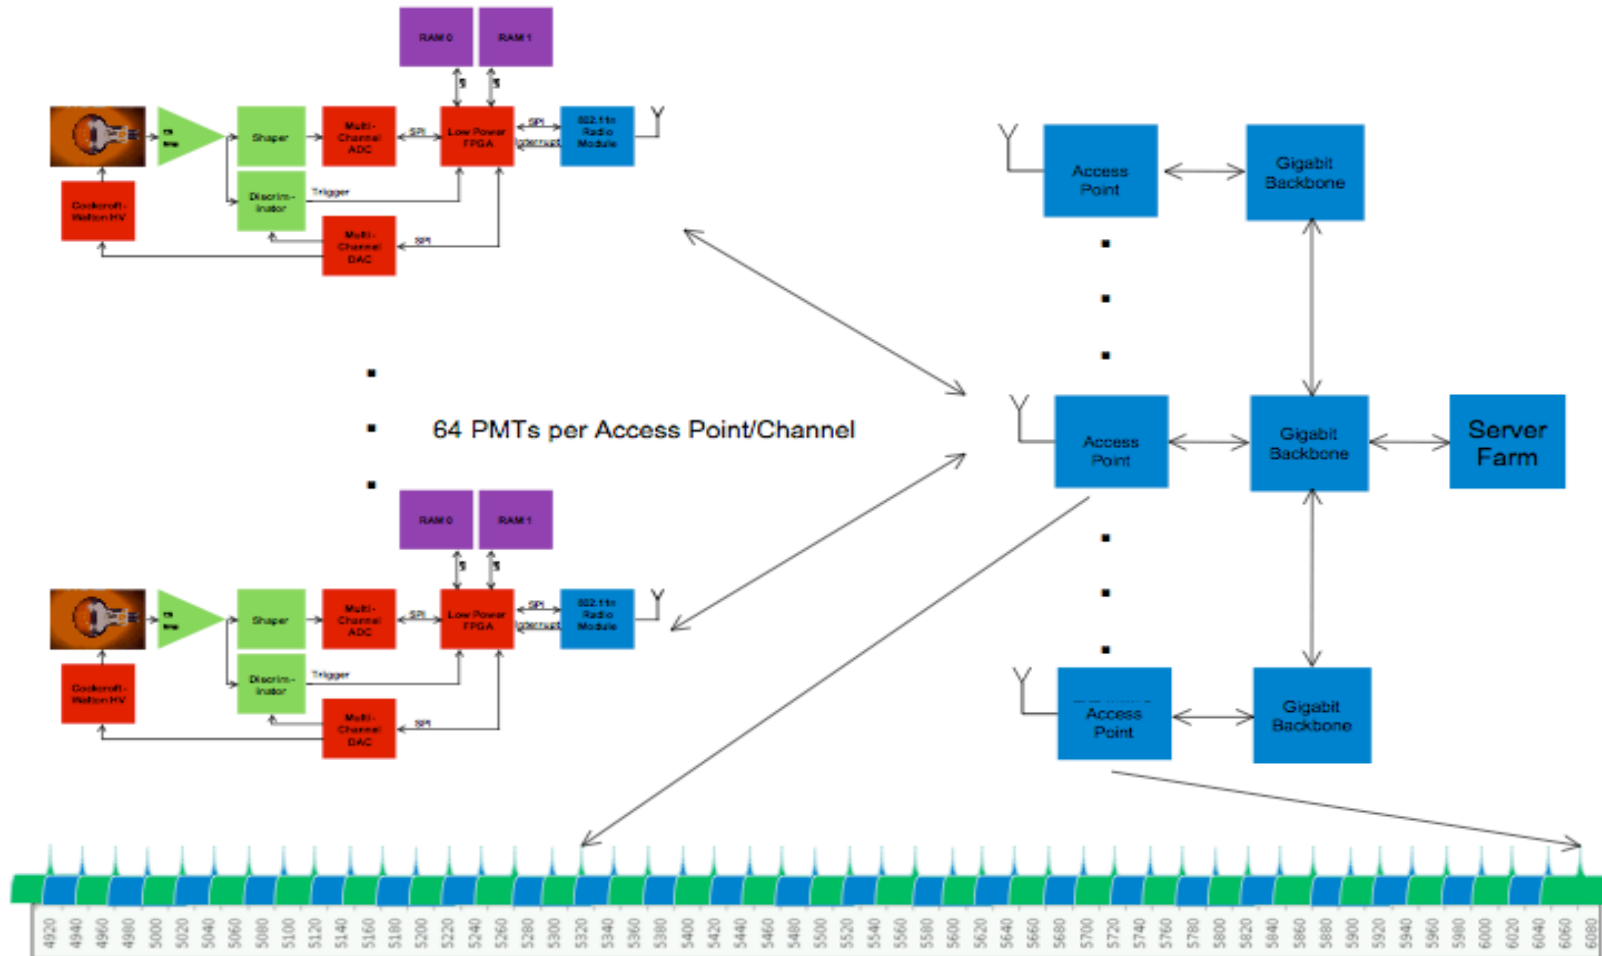 RAM 0
RAM 1
Shaper
Multi-
Channel
ADC
SPI
Low Power
FPGA
SPI
Interrupt
802.11n
Radio
Module
Cockcroft-
Walton HV
Discrim-
inator
Trigger
Multi-
Channel
DAC
SPI
Access
Point
Gigabit
Backbone
64 PMTs per Access Point/Channel
Access
Point
Gigabit
Backbone
Server
Farm
RAM 0
RAM 1
Shaper
Multi-
Channel
ADC
SPI
Low Power
FPGA
SPI
Interrupt
802.11n
Radio
Module
Cockcroft-
Walton HV
Discrim-
inator
Trigger
Multi-
Channel
DAC
SPI
Access
Point
Gigabit
Backbone
4920
4940
4960
4980
5000
5020
5040
5060
5080
5100
5120
5140
5160
5180
5200
5220
5240
5260
5280
5300
5320
5340
5360
5380
5400
5420
5440
5460
5480
5500
5520
5540
5560
5580
5600
5620
5640
5660
5680
5700
5720
5740
5760
5780
5800
5820
5840
5860
5880
5900
5920
5940
5960
5980
6000
6020
6040
6060
6080